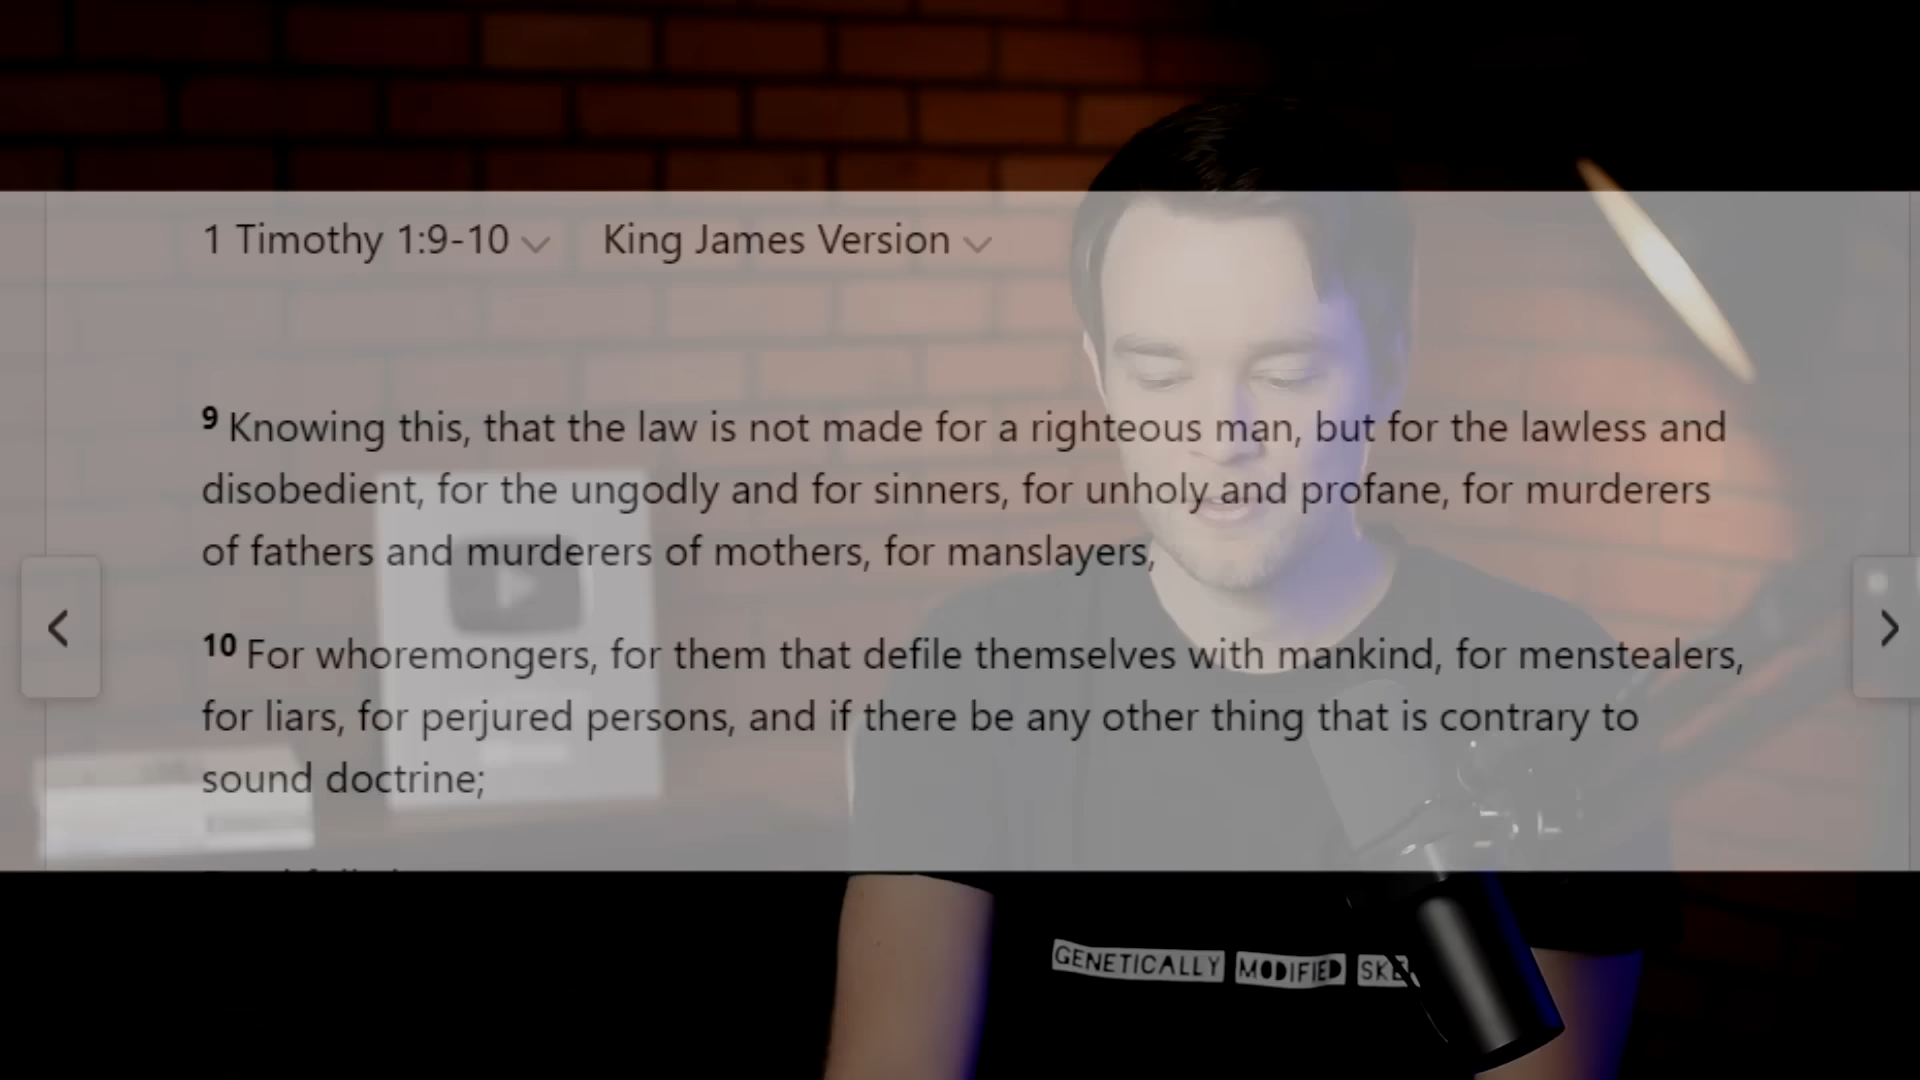 1 Timothy 1:9-10 King James Version
9 Knowing this, that the law is not made for a righteous man, but for the lawless and
disobedient, for the ungodly and for sinners, for unholy and profane, for murderers
of fathers and murderers of mothers, for manslayers,
10 For whoremongers, for them that defile themselves with mankind, for menstealers,
for liars, for perjured persons, and if there be any other thing that is contrary to
sound doctrine;
GENETICALLY MODIFIED